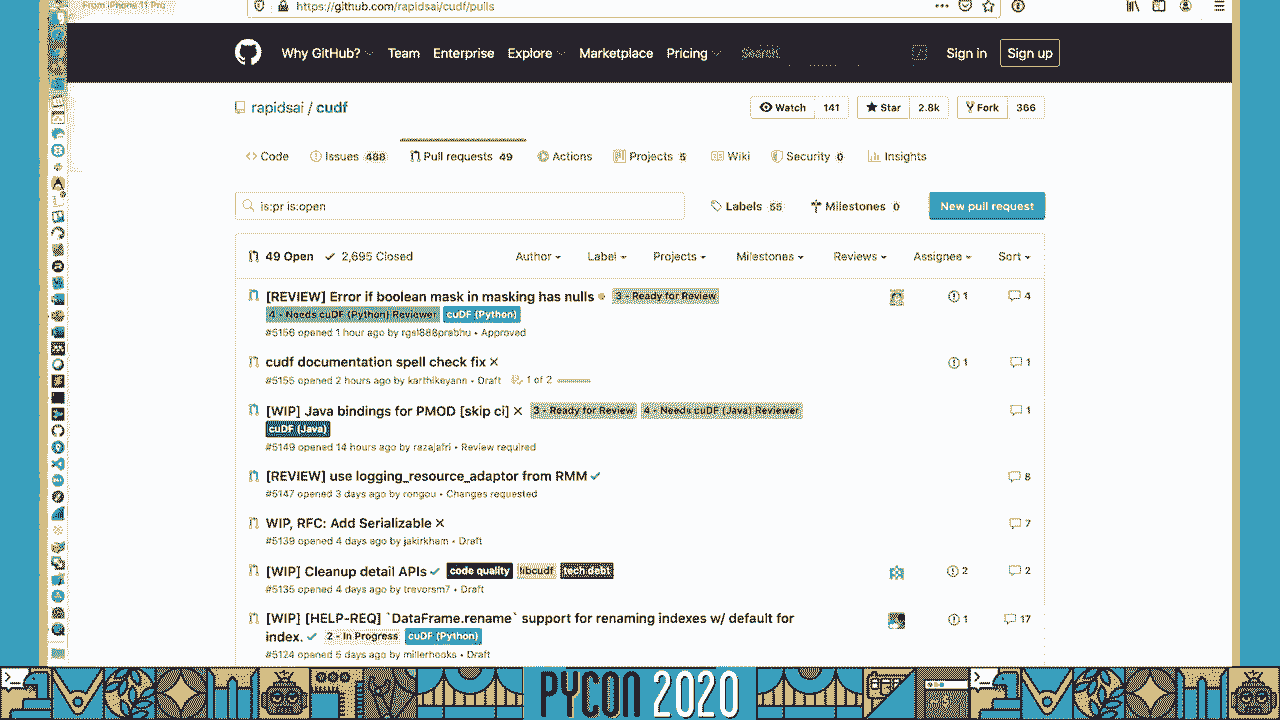 From iPhone 11 Pro
https://github.com/rapidsai/cudf/pulls
Why GitHub? Team Enterprise Explore Marketplace Pricing Search Sign in Sign up
rapidsai / cudf Watch 141 Star 2.8k Fork 366
Code Issues 488 Pull requests 49 Actions Projects 5 Wiki Security 0 Insights
is:pr is:open Labels 55 Milestones 0 New pull request
49 Open 2,695 Closed Author Label Projects Milestones Reviews Assignee Sort
[REVIEW] Error if boolean mask in masking has nulls 3 - Ready for Review 1 4
4 - Needs cuDF (Python) Reviewer cuDF (Python)
#5156 opened 1 hour ago by rgsl888prabhu • Approved
cudf documentation spell check fix 1 1
#5155 opened 2 hours ago by karthikeyann • Draft 1 of 2
[WIP] Java bindings for PMOD [skip ci] 3 - Ready for Review 4 - Needs cuDF (Java) Reviewer 1
cuDF (Java)
#5149 opened 14 hours ago by razajafri • Review required
[REVIEW] use logging_resource_adaptor from RMM 8
#5147 opened 3 days ago by rongou • Changes requested
WIP, RFC: Add Serializable 7
#5139 opened 4 days ago by jakirkham • Draft
[WIP] Cleanup detail APIs code quality libcudf tech debt 2 2
#5135 opened 4 days ago by trevorsm7 • Draft
[WIP] [HELP-REQ] `DataFrame.rename` support for renaming indexes w/ default for 1 17
index. 2 - In Progress cuDF (Python)
#5124 opened 5 days ago by millerhooks • Draft
PYCON 2020